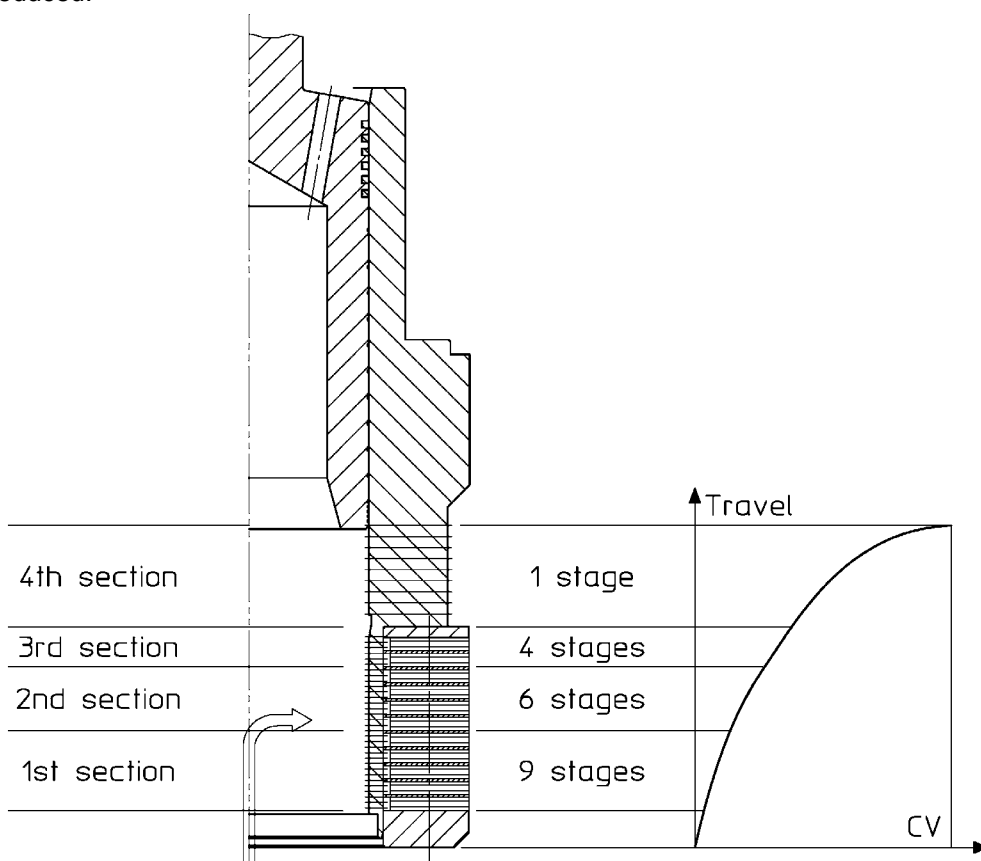 Travel
4th section 1 stage
3rd section 4 stages
2nd section 6 stages
1st section 9 stages
CV